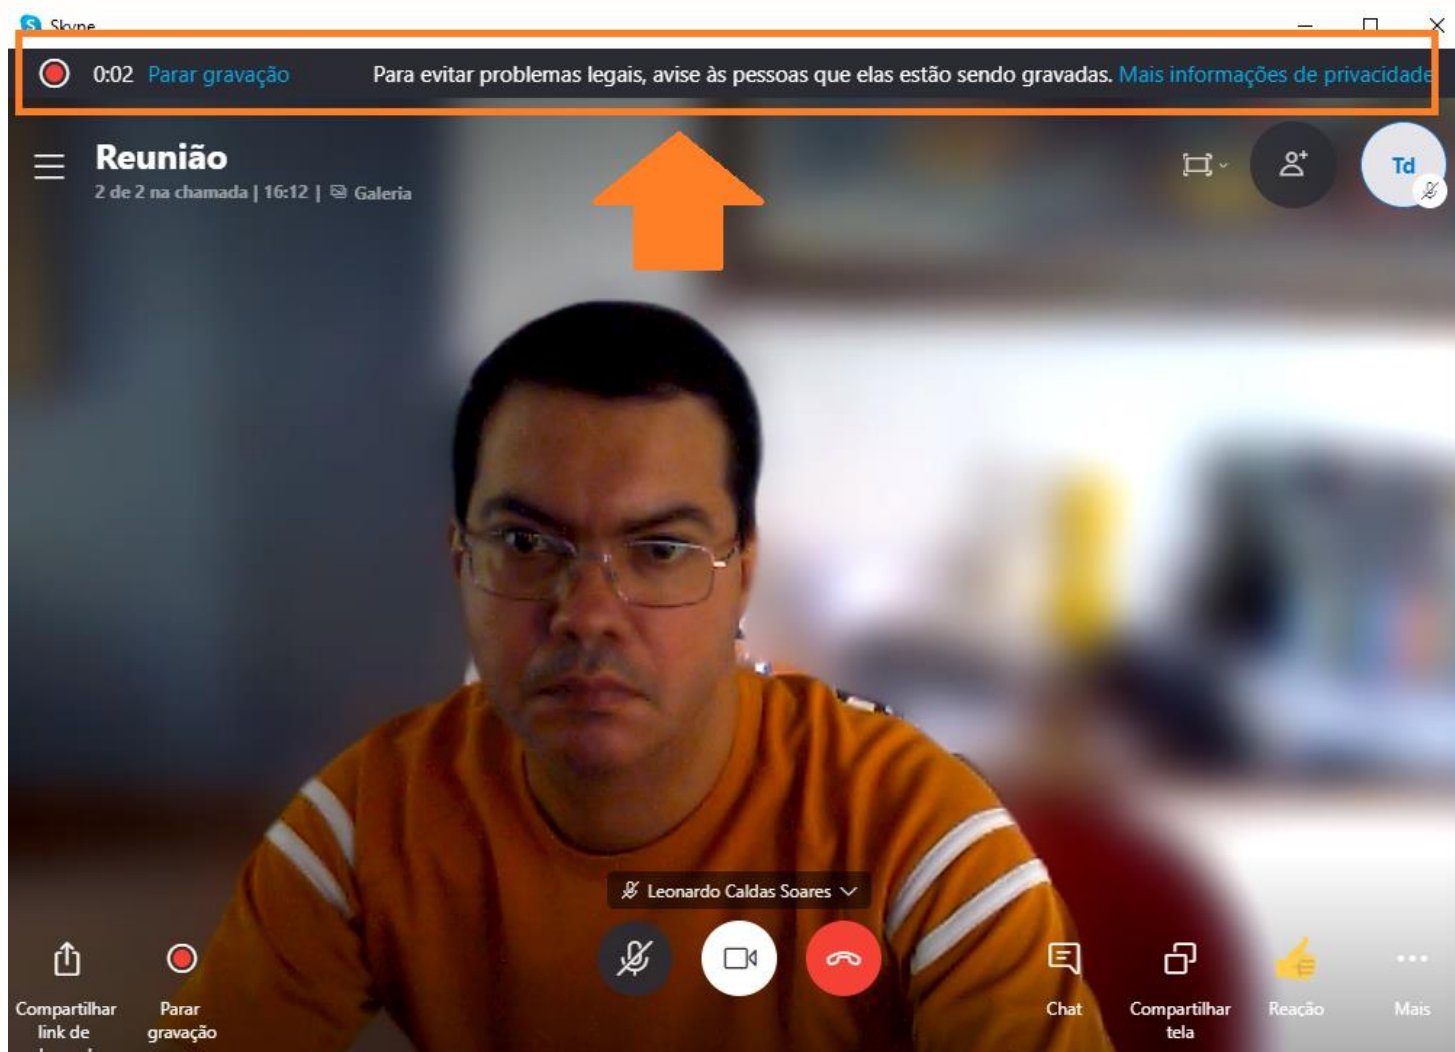 Skype
0:02 Parar gravação Para evitar problemas legais, avise às pessoas que elas estão sendo gravadas. Mais informações de privacidade
Reunião
2 de 2 na chamada | 16:12 | Galeria
Td
Leonardo Caldas Soares
Compartilhar
link de
Parar
gravação
Chat
Compartilhar
tela
Reação
Mais